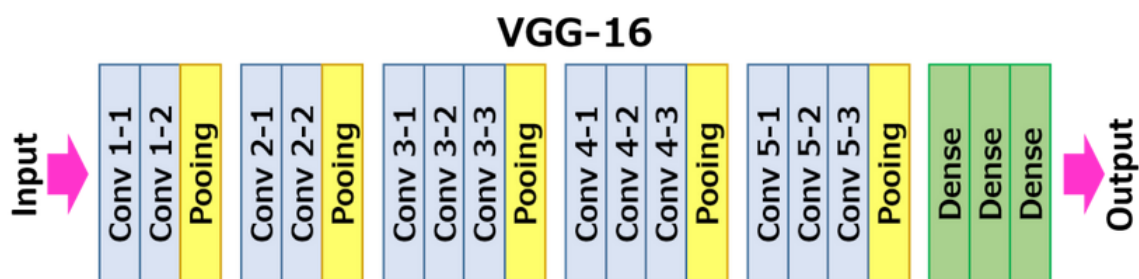 VGG-16
Input
Conv 1-1
Conv 1-2
Pooing
Conv 2-1
Conv 2-2
Pooing
Conv 3-1
Conv 3-2
Conv 3-3
Pooing
Conv 4-1
Conv 4-2
Conv 4-3
Pooing
Conv 5-1
Conv 5-2
Conv 5-3
Pooing
Dense
Dense
Dense
Output